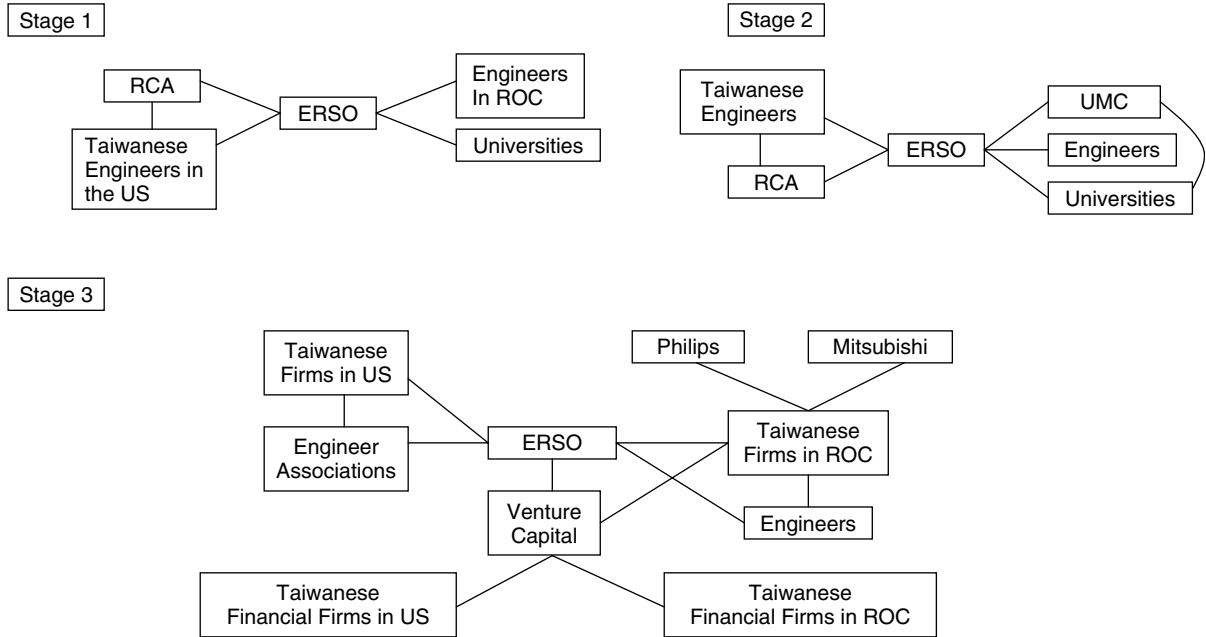 Stage 1
RCA
Taiwanese
Engineers in
the US
ERSO
Engineers
In ROC
Universities
Stage 2
Taiwanese
Engineers
RCA
ERSO
UMC
Engineers
Universities
Stage 3
Taiwanese
Firms in US
Engineer
Associations
ERSO
Venture
Capital
Philips
Mitsubishi
Taiwanese
Firms in ROC
Engineers
Taiwanese
Financial Firms in US
Taiwanese
Financial Firms in ROC